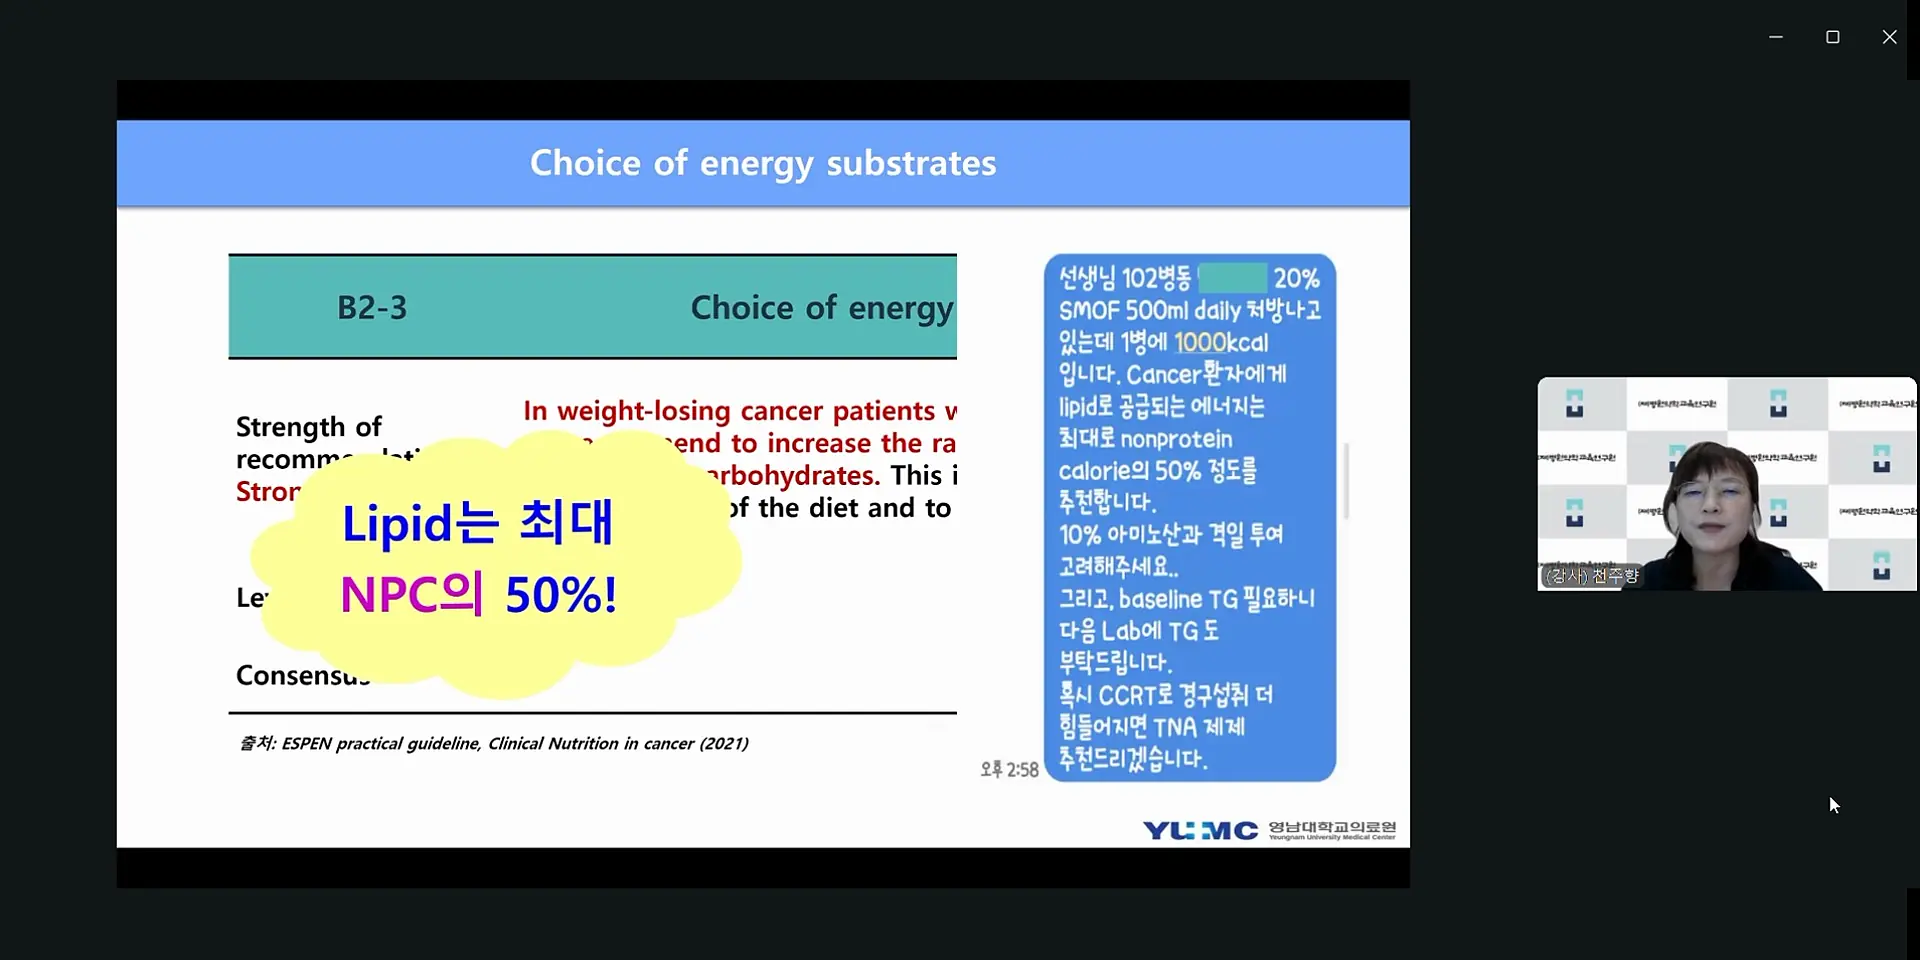 Choice of energy substrates
B2-3
Choice of energy
Strength of
Stron
In weight-losing cancer patients w
end to increase the ra
arbohydrates. This i
of the diet and to
Lipid는 최대
NPC의 50%!
Le
Consensus
출처: ESPEN practical guideline, Clinical Nutrition in cancer (2021)
선생님 102병동 20%
SMOF 500ml daily 처방나고
있는데 1병에 1000kcal
입니다. Cancer환자에게
lipid로 공급되는 에너지는
최대로 nonprotein
calorie의 50% 정도를
추천합니다.
10% 아미노산과 격일 투여
고려해주세요..
그리고, baseline TG 필요하니
다음 Lab에 TG 도
부탁드립니다.
혹시 CCRT로 경구섭취 더
힘들어지면 TNA 제제
추천드리겠습니다.
오후 2:58
YUMC 영남대학교의료원
Yeungnam University Medical Center
(강사) 천주향